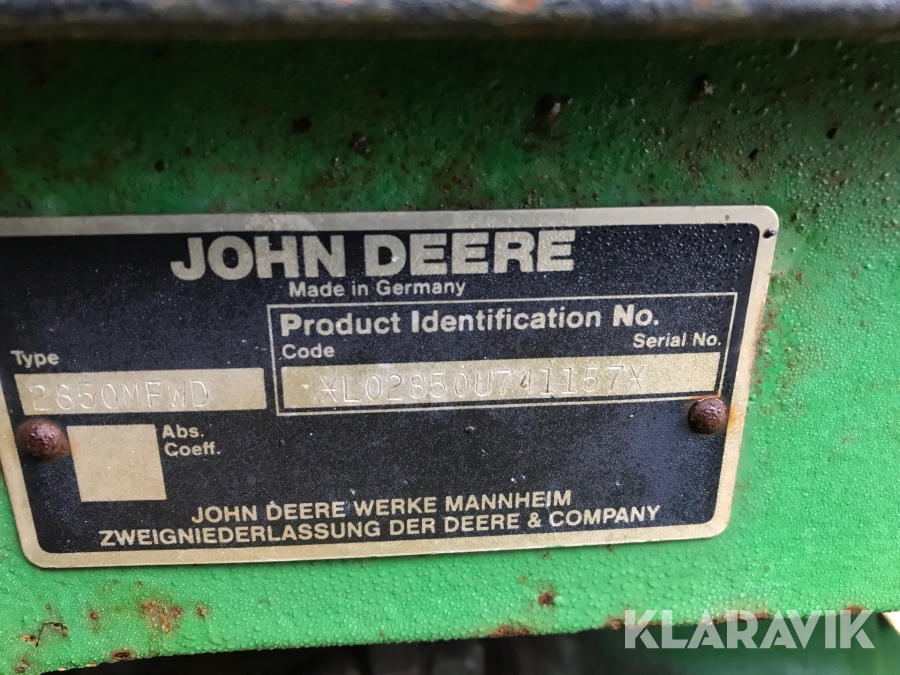 JOHN DEERE
Made in Germany
Product Identification No.
Code Serial No.
Type
2850MFWD
*L02850U741157*
Abs.
Coeff.
JOHN DEERE WERKE MANNHEIM
ZWEIGNIEDERLASSUNG DER DEERE & COMPANY
KLARAVIK